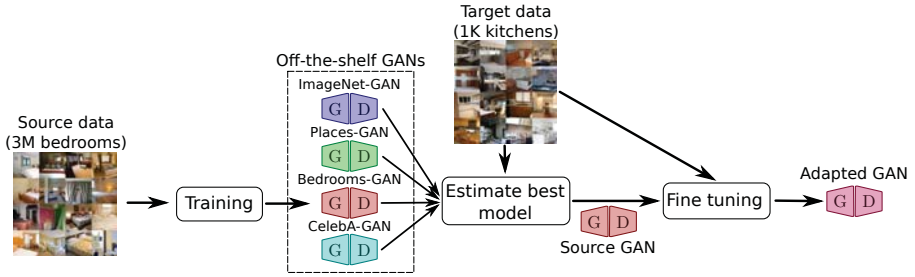 Target data
(1K kitchens)
Off-the-shelf GANs
ImageNet-GAN
G D
Places-GAN
G D
Bedrooms-GAN
G D
CelebA-GAN
G D
Source data
(3M bedrooms)
Training
Estimate best
model
G D
Source GAN
Fine tuning
Adapted GAN
G D